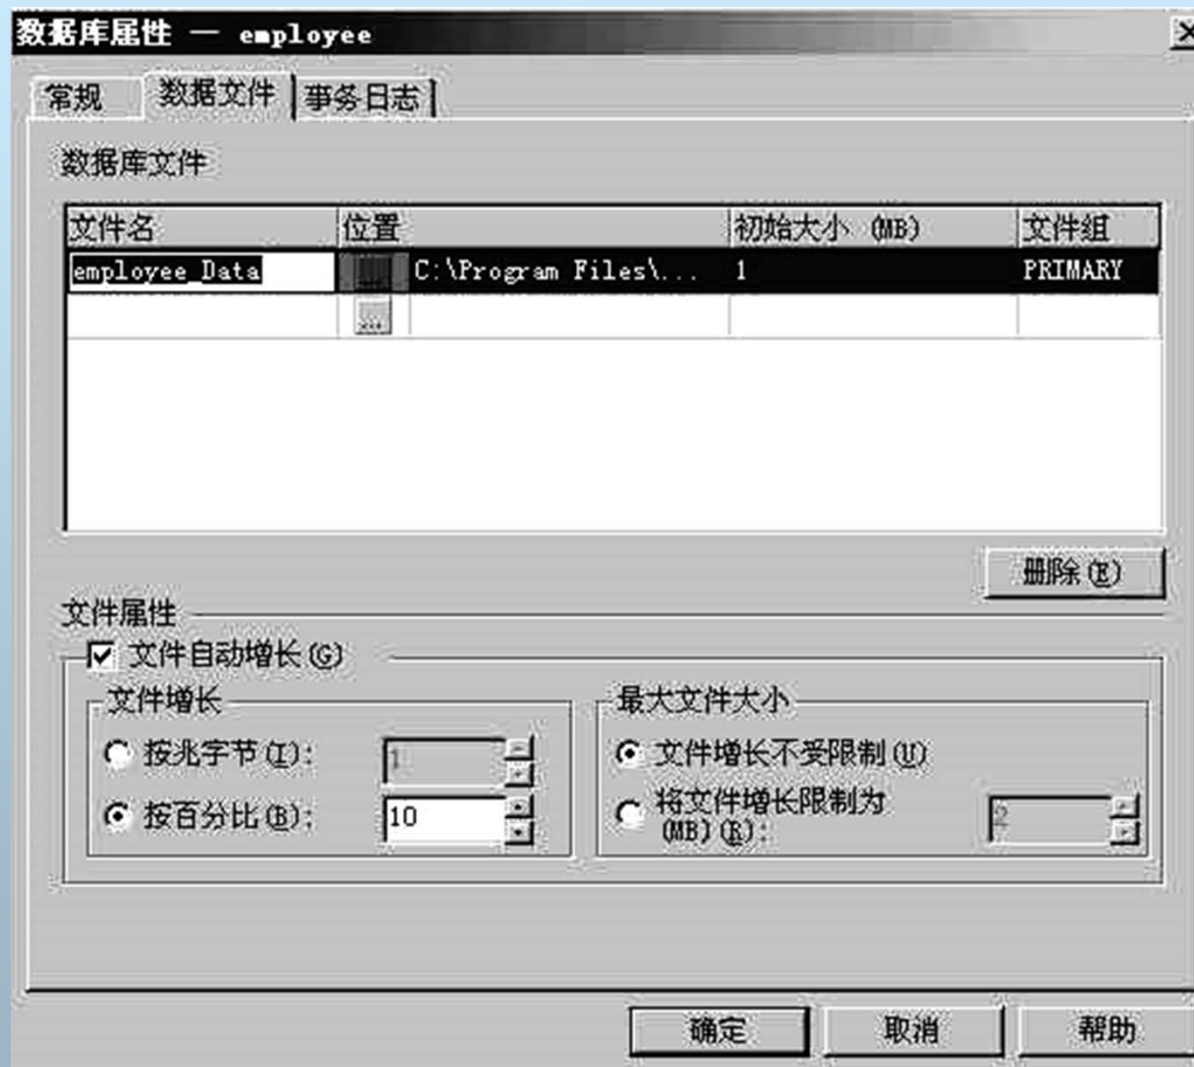 数据库属性 — employee
常规 数据文件 事务日志
数据库文件
文件名 位置 初始大小 (MB) 文件组
employee_Data C:\Program Files\... 1 PRIMARY
...
删除(E)
文件属性
文件自动增长(G)
文件增长 最大文件大小
按兆字节(I): 1 文件增长不受限制(U)
按百分比(B): 10 将文件增长限制为
(MB)(R): 2
确定 取消 帮助